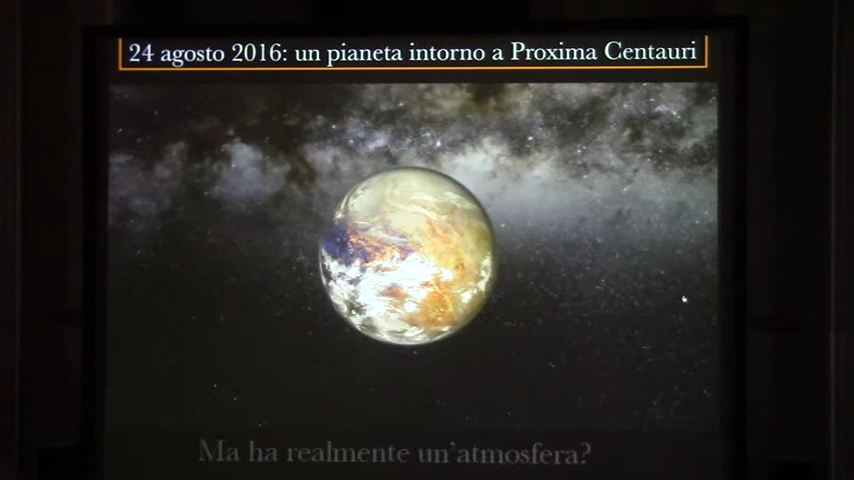 24 agosto 2016: un pianeta intorno a Proxima Centauri
Ma ha realmente un'atmosfera?